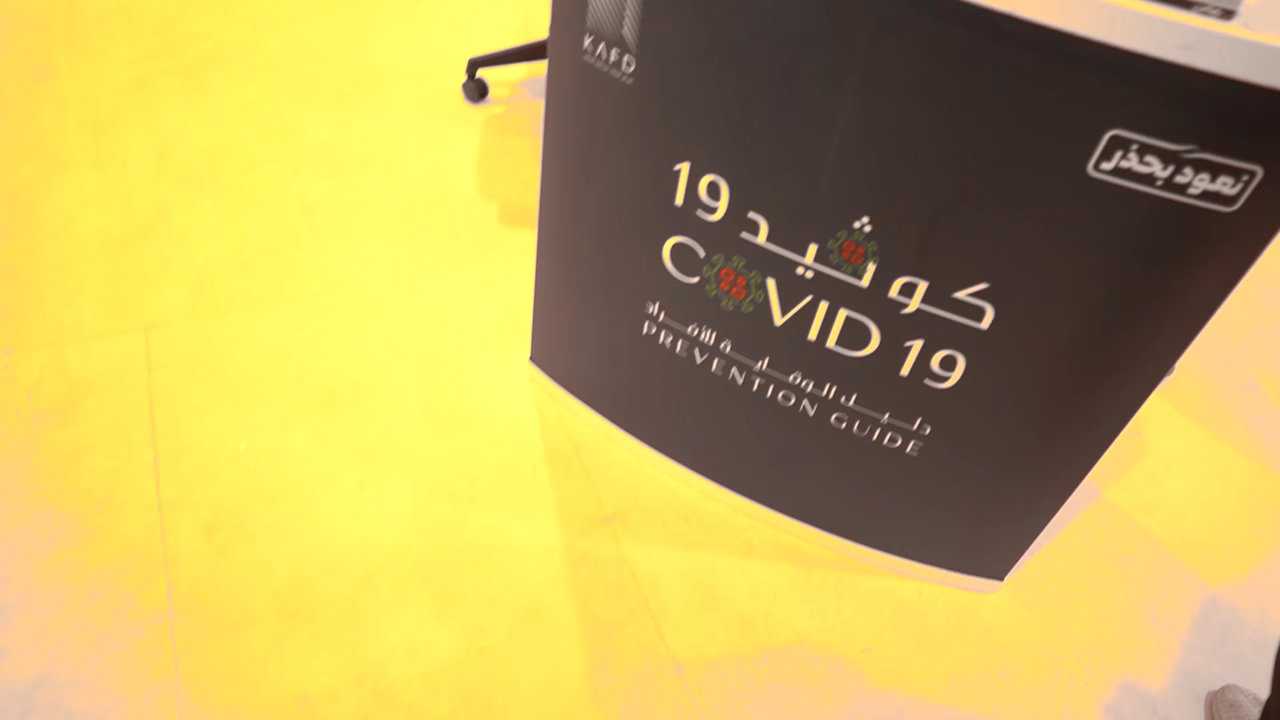 KAFD
نعود بحذر
كوفيد 19
COVID 19
دليل الوقاية للأفراد
PREVENTION GUIDE